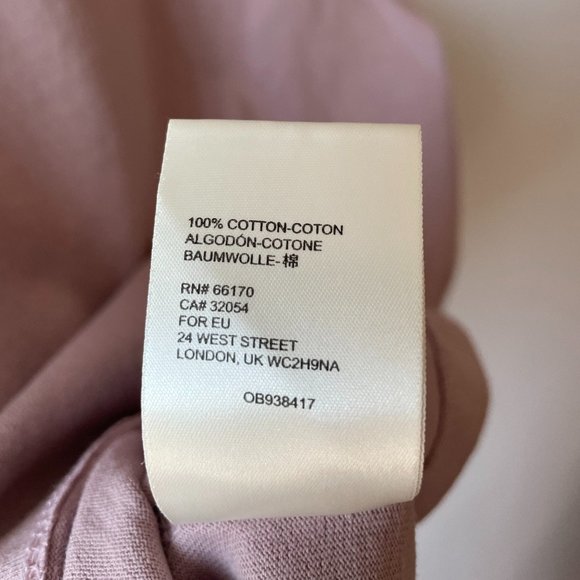 100% COTTON-COTON
ALGODÓN-COTONE
BAUMWOLLE-棉
RN# 66170
CA# 32054
FOR EU
24 WEST STREET
LONDON, UK WC2H9NA
OB938417